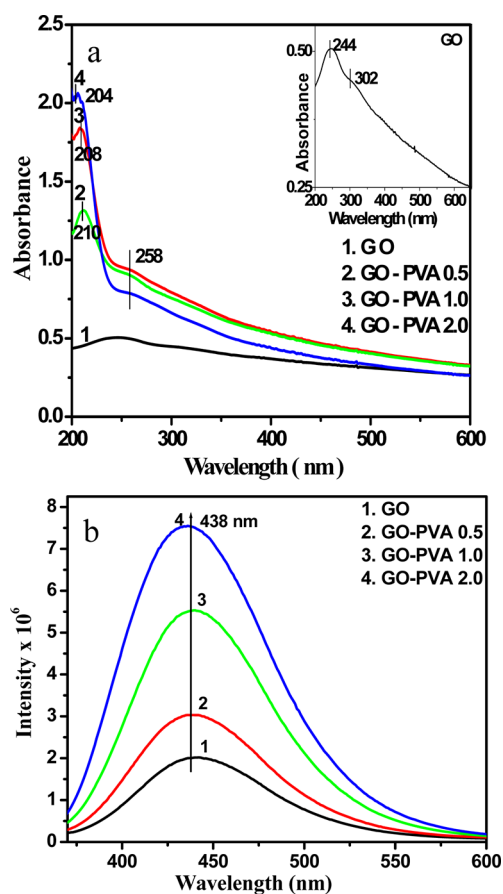 a
GO
244
302
0.50
0.25
Absorbance
200 300 400 500 600
Wavelength (nm)
2.5
2.0
1.5
1.0
0.5
0.0
Absorbance
4
204
3
208
2
210
258
1
1. GO
2. GO - PVA 0.5
3. GO - PVA 1.0
4. GO - PVA 2.0
200 300 400 500 600
Wavelength ( nm)
b
8
7
6
5
4
3
2
1
0
Intensity x 10⁶
4
438 nm
3
2
1
1. GO
2. GO-PVA 0.5
3. GO-PVA 1.0
4. GO-PVA 2.0
400 450 500 550 600
Wavelength (nm)